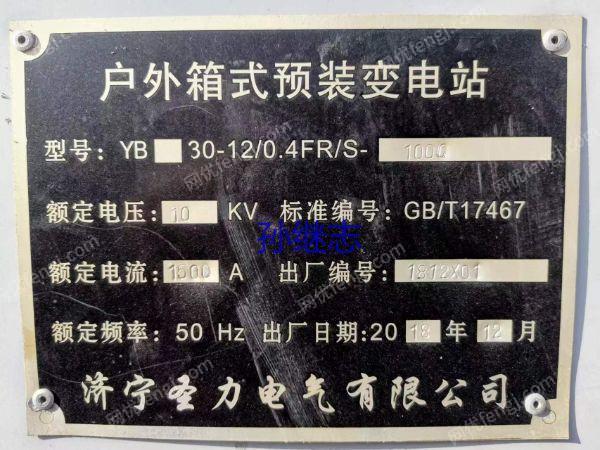 户外箱式预装变电站
型号: YB 30-12/0.4FR/S- 1000
额定电压: 10 KV 标准编号: GB/T17467
孙继志
额定电流: 1500 A 出厂编号: 1812X01
额定频率: 50 Hz 出厂日期: 2018年12月
济宁圣力电气有限公司